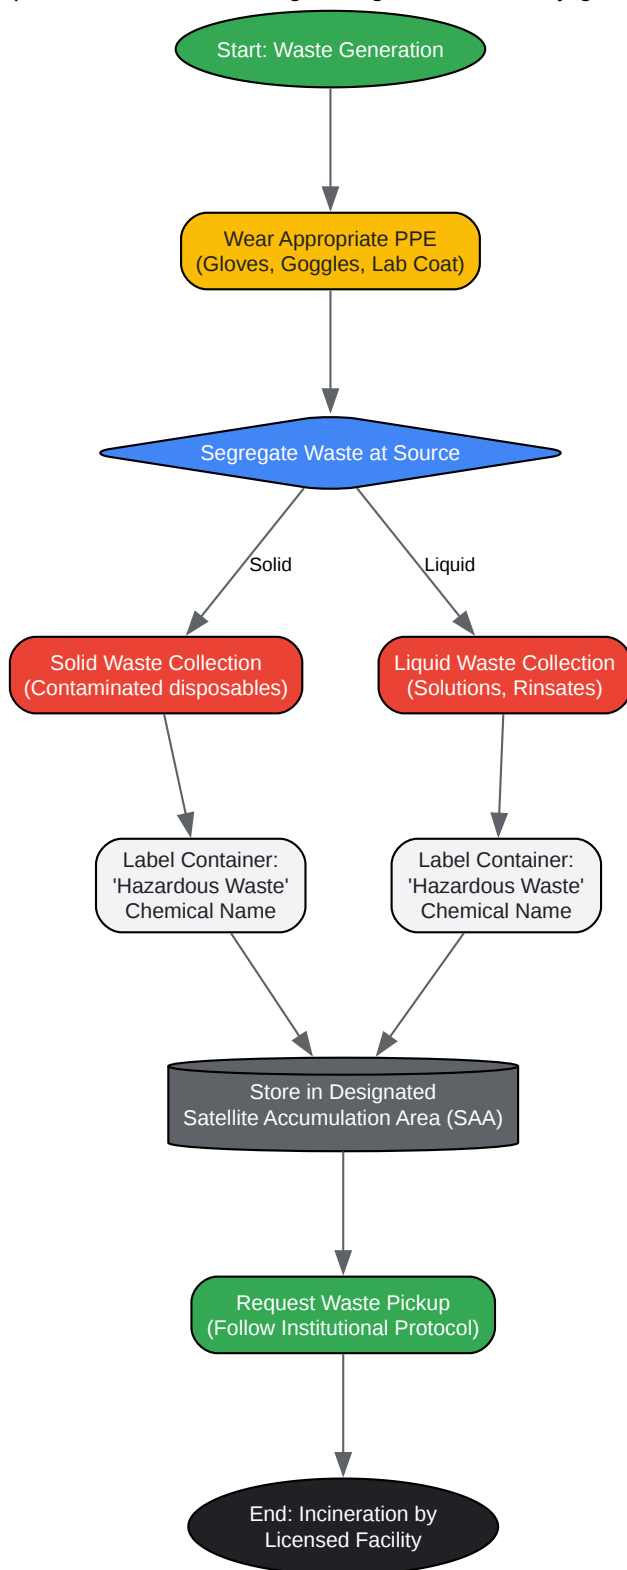 Start: Waste Generation
Wear Appropriate PPE
(Gloves, Goggles, Lab Coat)
Segregate Waste at Source
Solid
Liquid
Solid Waste Collection
(Contaminated disposables)
Liquid Waste Collection
(Solutions, Rinsates)
Label Container:
'Hazardous Waste'
Chemical Name
Label Container:
'Hazardous Waste'
Chemical Name
Store in Designated
Satellite Accumulation Area (SAA)
Request Waste Pickup
(Follow Institutional Protocol)
End: Incineration by
Licensed Facility